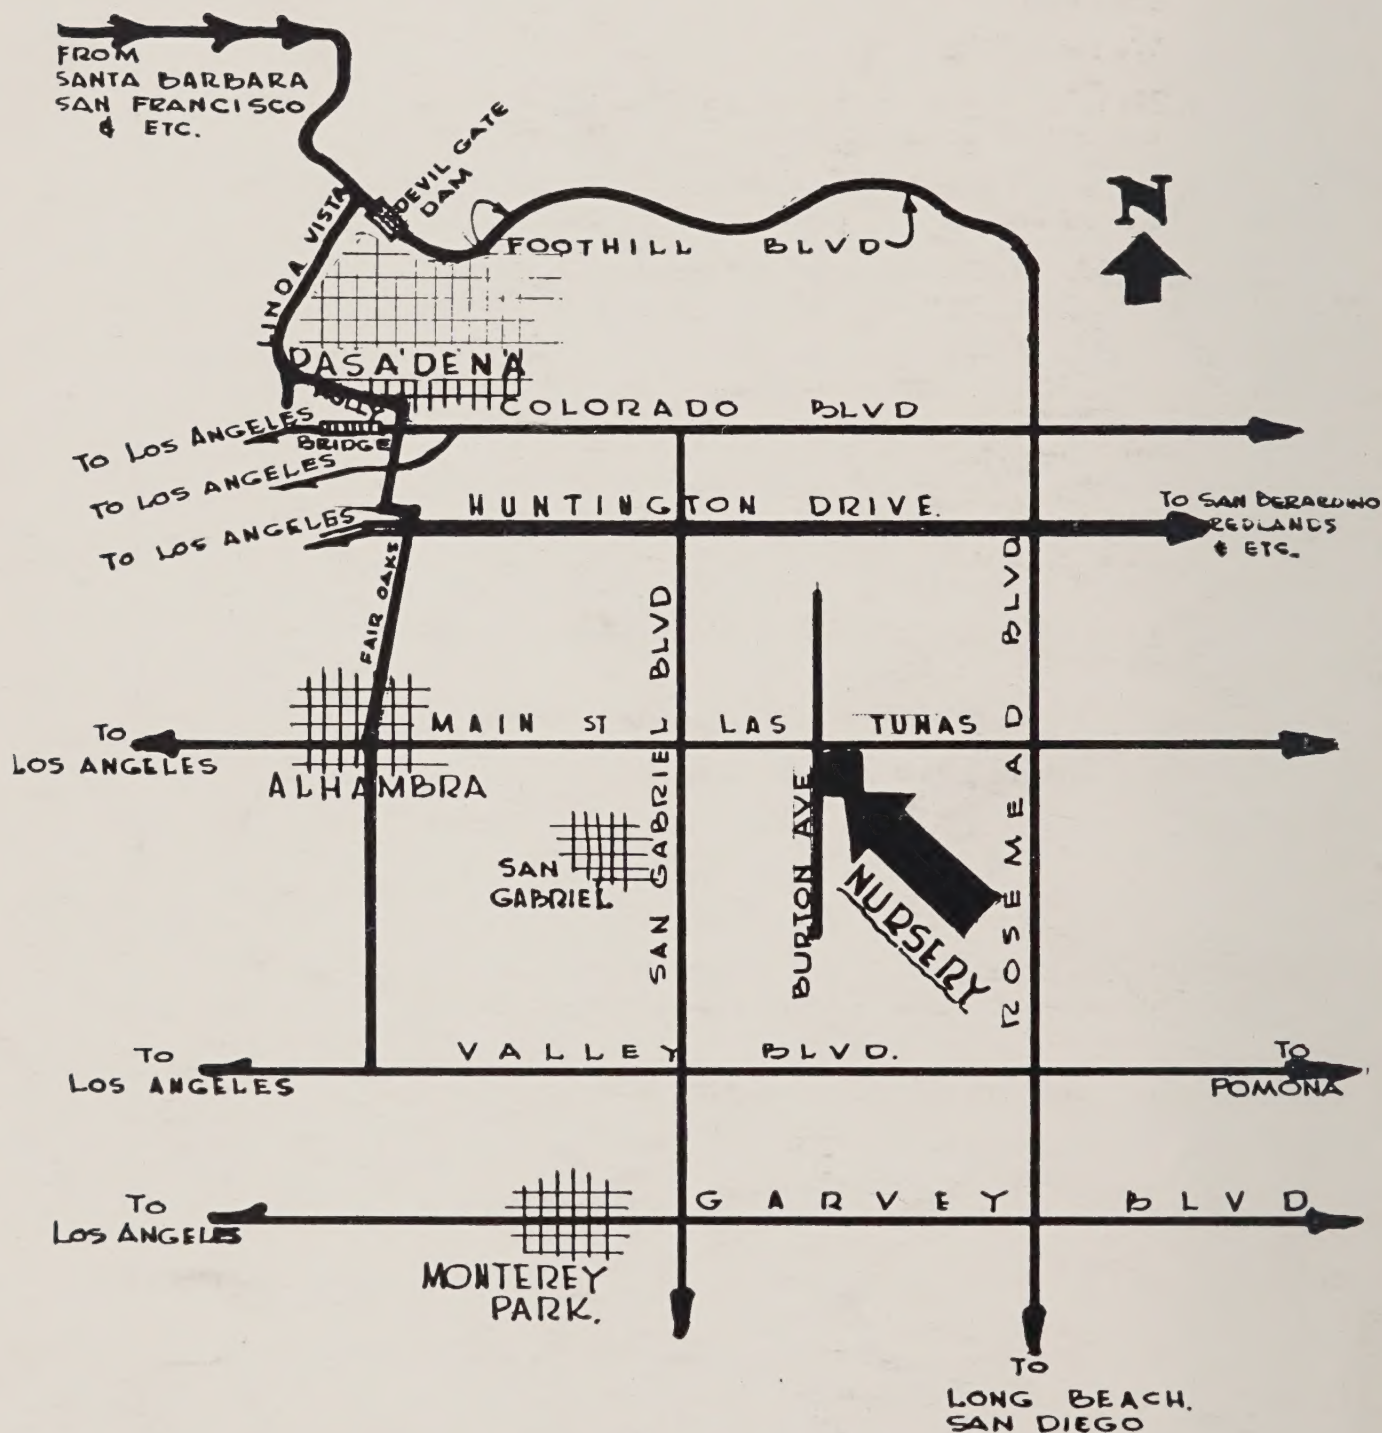 FROM
SANTA BARBARA
SAN FRANCISCO
& ETC.
DEVIL GATE
DAM
N
LINDA VISTA
FOOTHILL BLVD
PASADENA
HOLLY
COLORADO BLVD
TO LOS ANGELES
BRIDGE
TO LOS ANGELES
HUNTINGTON DRIVE.
TO SAN BERARDINO
REDLANDS
& ETC.
TO LOS ANGELES
FAIR OAKS
SAN GABRIEL BLVD
ROSEMEAD BLVD
MAIN ST LAS TUNAS
TO
LOS ANGELES
ALHAMBRA
BURTON AVE
SAN
GABRIEL
NURSERY
VALLEY BLVD.
TO
LOS ANGELES
TO
POMONA
GARVEY BLVD
TO
LOS ANGELES
MONTEREY
PARK.
TO
LONG BEACH.
SAN DIEGO